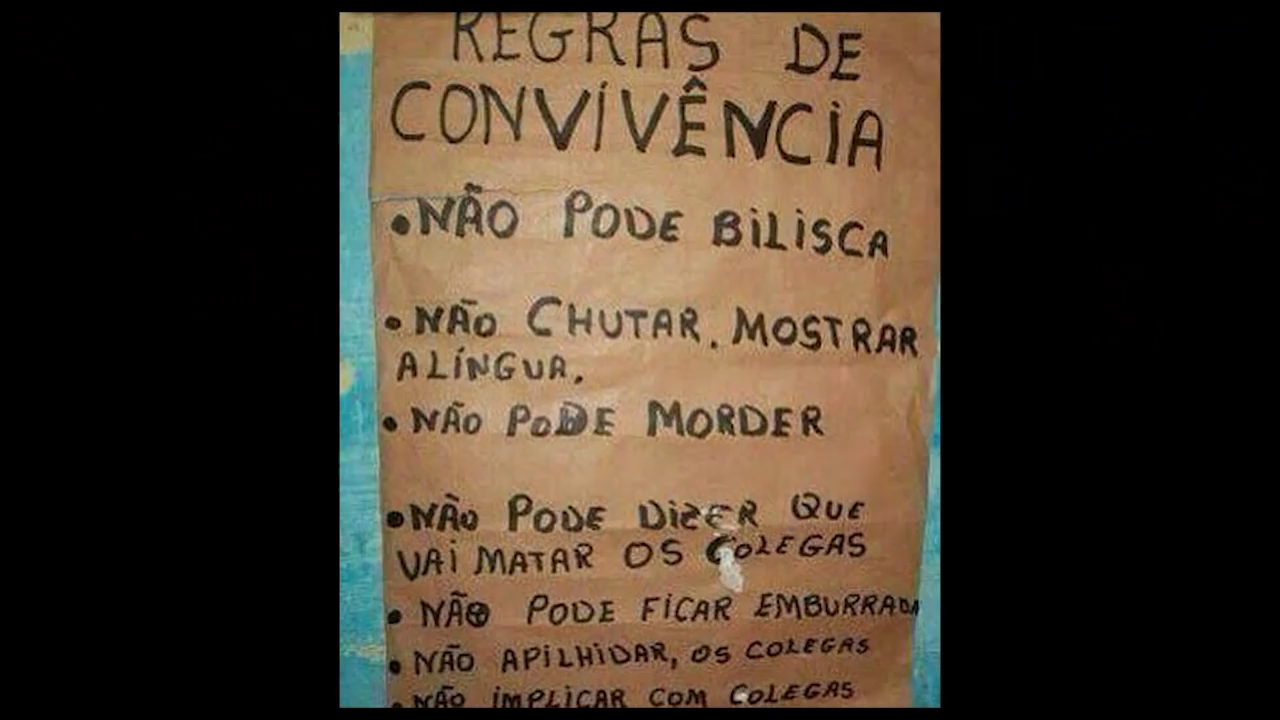 REGRAS DE
CONVIVÊNCIA
•NÃO PODE BILISCA
•NÃO CHUTAR. MOSTRAR
A LÍNGUA.
•NÃO PODE MORDER
•NÃO PODE DIZER QUE
VAI MATAR OS COLEGAS
• NÃO PODE FICAR EMBURRADA
• NÃO APILHIDAR, OS COLEGAS
• NÃO IMPLICAR COM COLEGAS